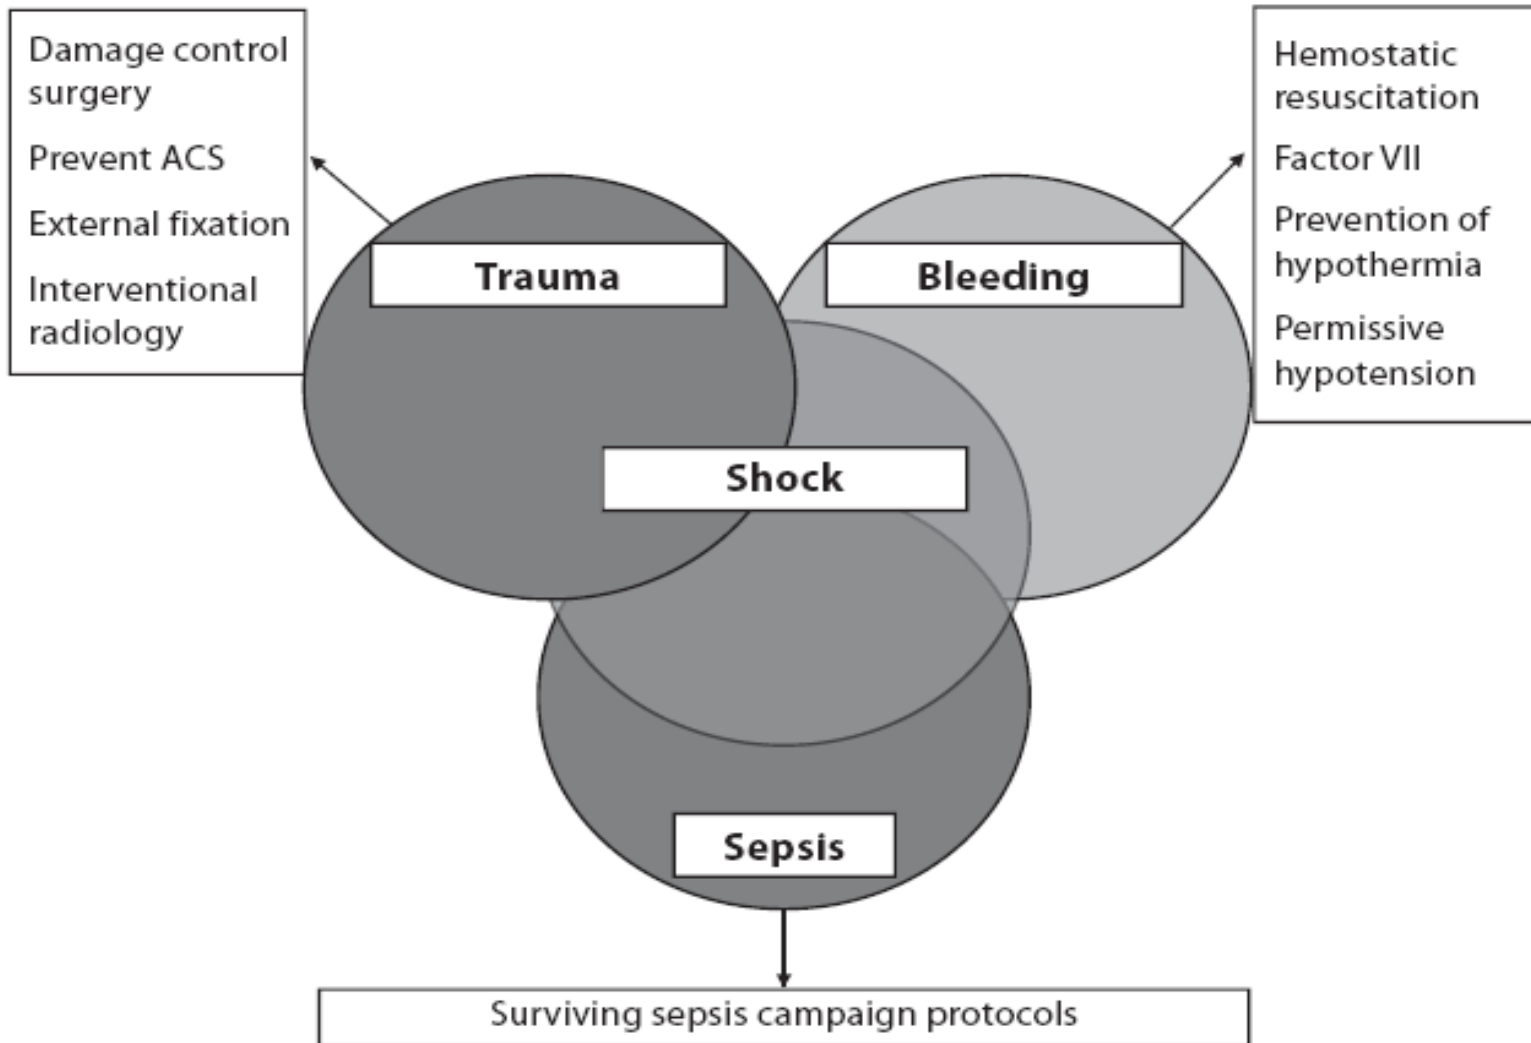 Damage control
surgery
Prevent ACS
External fixation
Interventional
radiology
Hemostatic
resuscitation
Factor VII
Prevention of
hypothermia
Permissive
hypotension
Trauma
Bleeding
Shock
Sepsis
Surviving sepsis campaign protocols